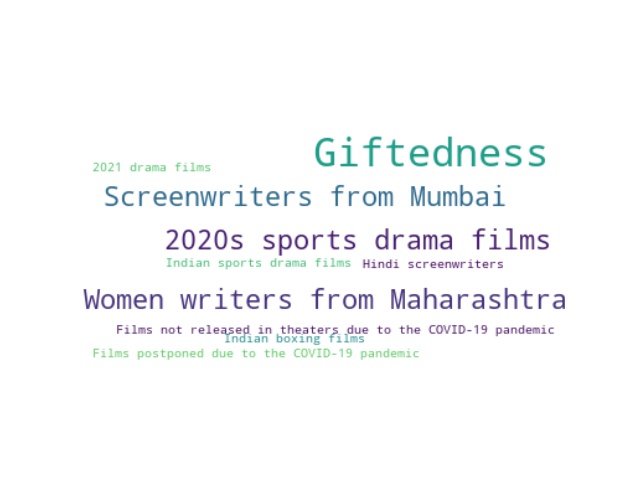 Giftedness
2021 drama films
Screenwriters from Mumbai
2020s sports drama films
Indian sports drama films
Hindi screenwriters
Women writers from Maharashtra
Films not released in theaters due to the COVID-19 pandemic
Indian boxing films
Films postponed due to the COVID-19 pandemic